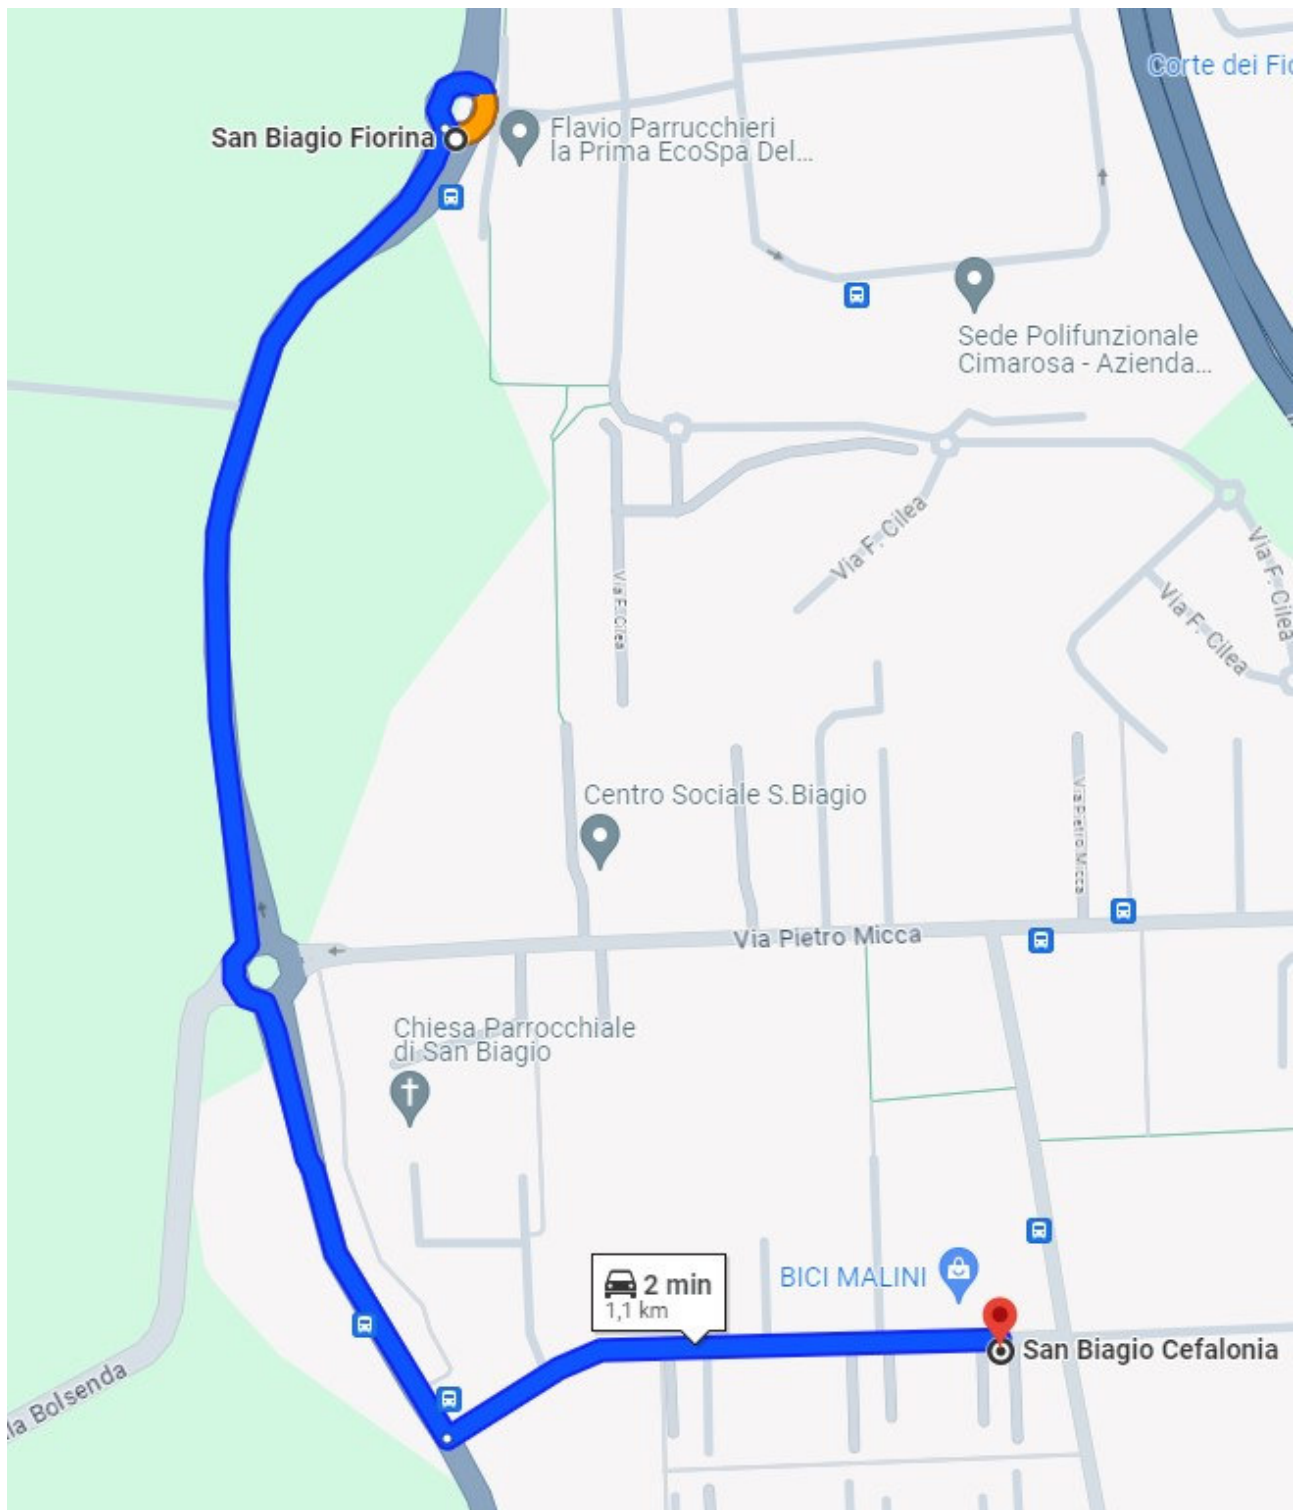 Corte dei Fio
San Biagio Fiorina
Flavio Parrucchieri
la Prima EcoSpa Del...
Sede Polifunzionale
Cimarosa - Azienda...
Via F. Cilea
Via F. Cilea
Via F. Cilea
Via F. Cilea
Centro Sociale S.Biagio
Via Pietro Micca
Via Pietro Micca
Chiesa Parrocchiale
di San Biagio
2 min
1,1 km
BICI MALINI
San Biagio Cefalonia
la Bolsenda